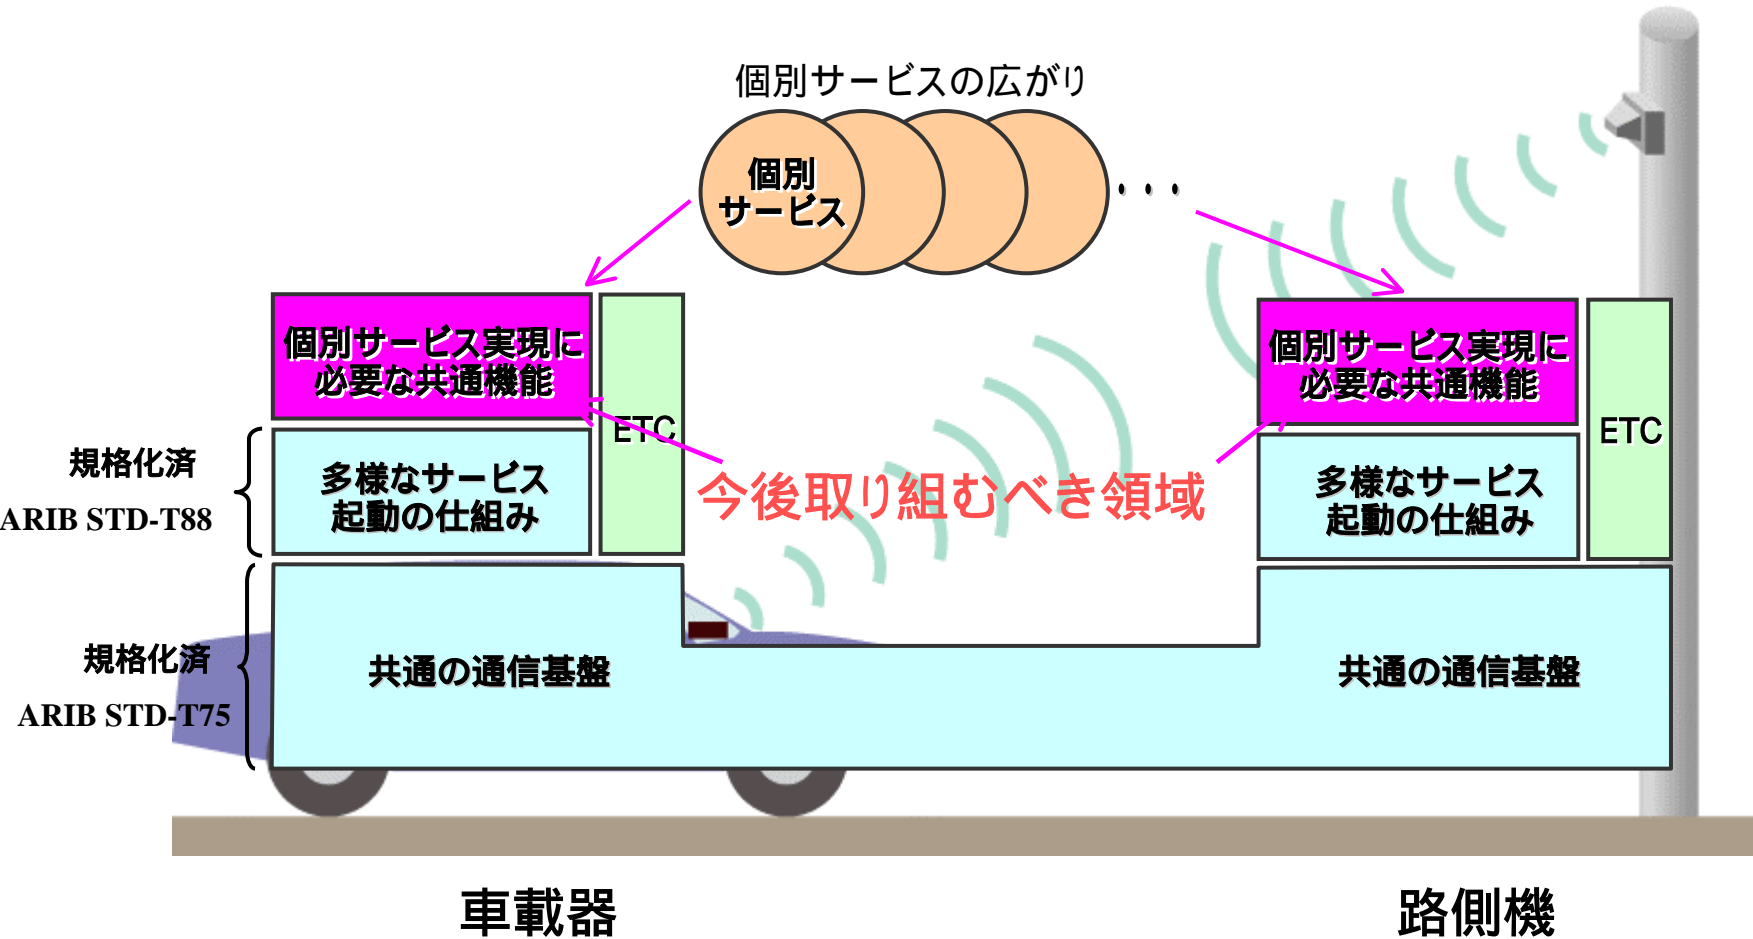 個別サービスの広がり
個別
サービス
・・・
個別サービス実現に
必要な共通機能
ETC
個別サービス実現に
必要な共通機能
ETC
規格化済
ARIB STD-T88
多様なサービス
起動の仕組み
今後取り組むべき領域
多様なサービス
起動の仕組み
規格化済
ARIB STD-T75
共通の通信基盤
共通の通信基盤
車載器
路側機